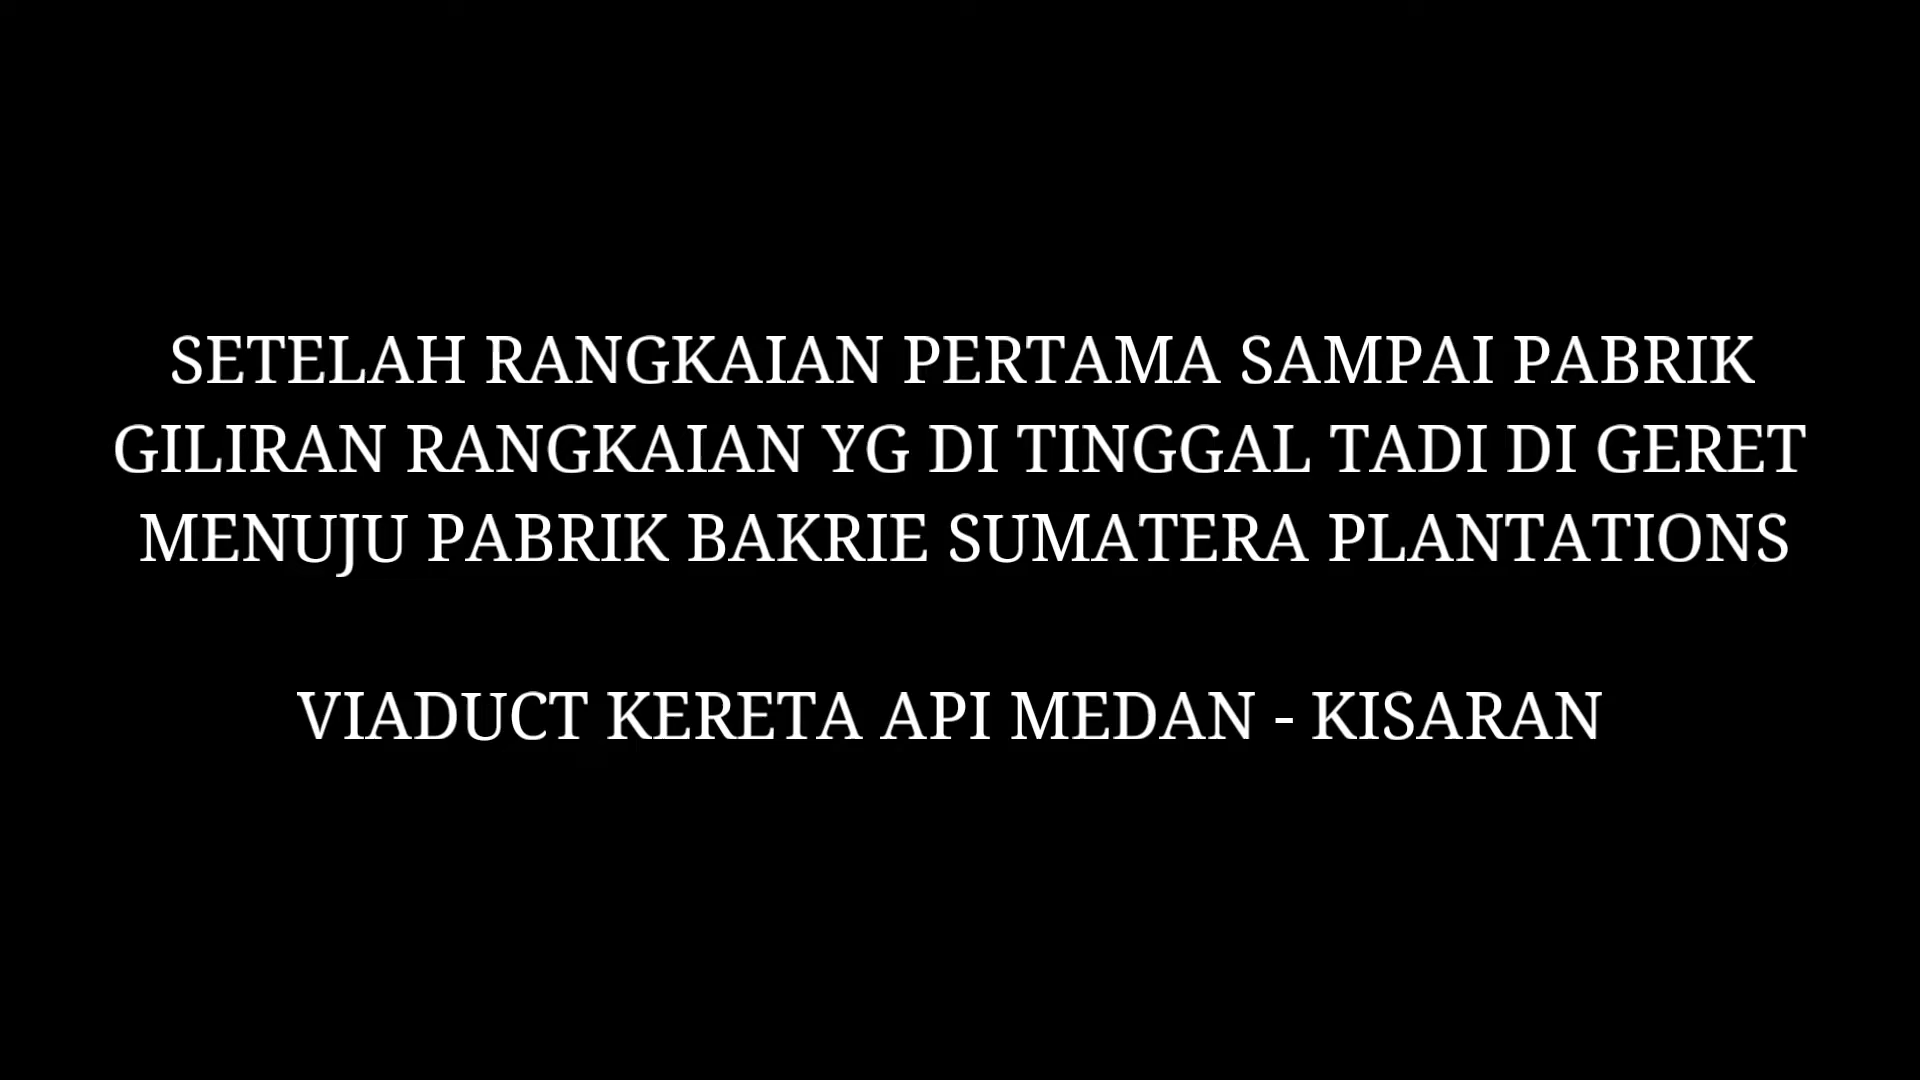 SETELAH RANGKAIAN PERTAMA SAMPAI PABRIK
GILIRAN RANGKAIAN YG DI TINGGAL TADI DI GERET
MENUJU PABRIK BAKRIE SUMATERA PLANTATIONS
VIADUCT KERETA API MEDAN - KISARAN